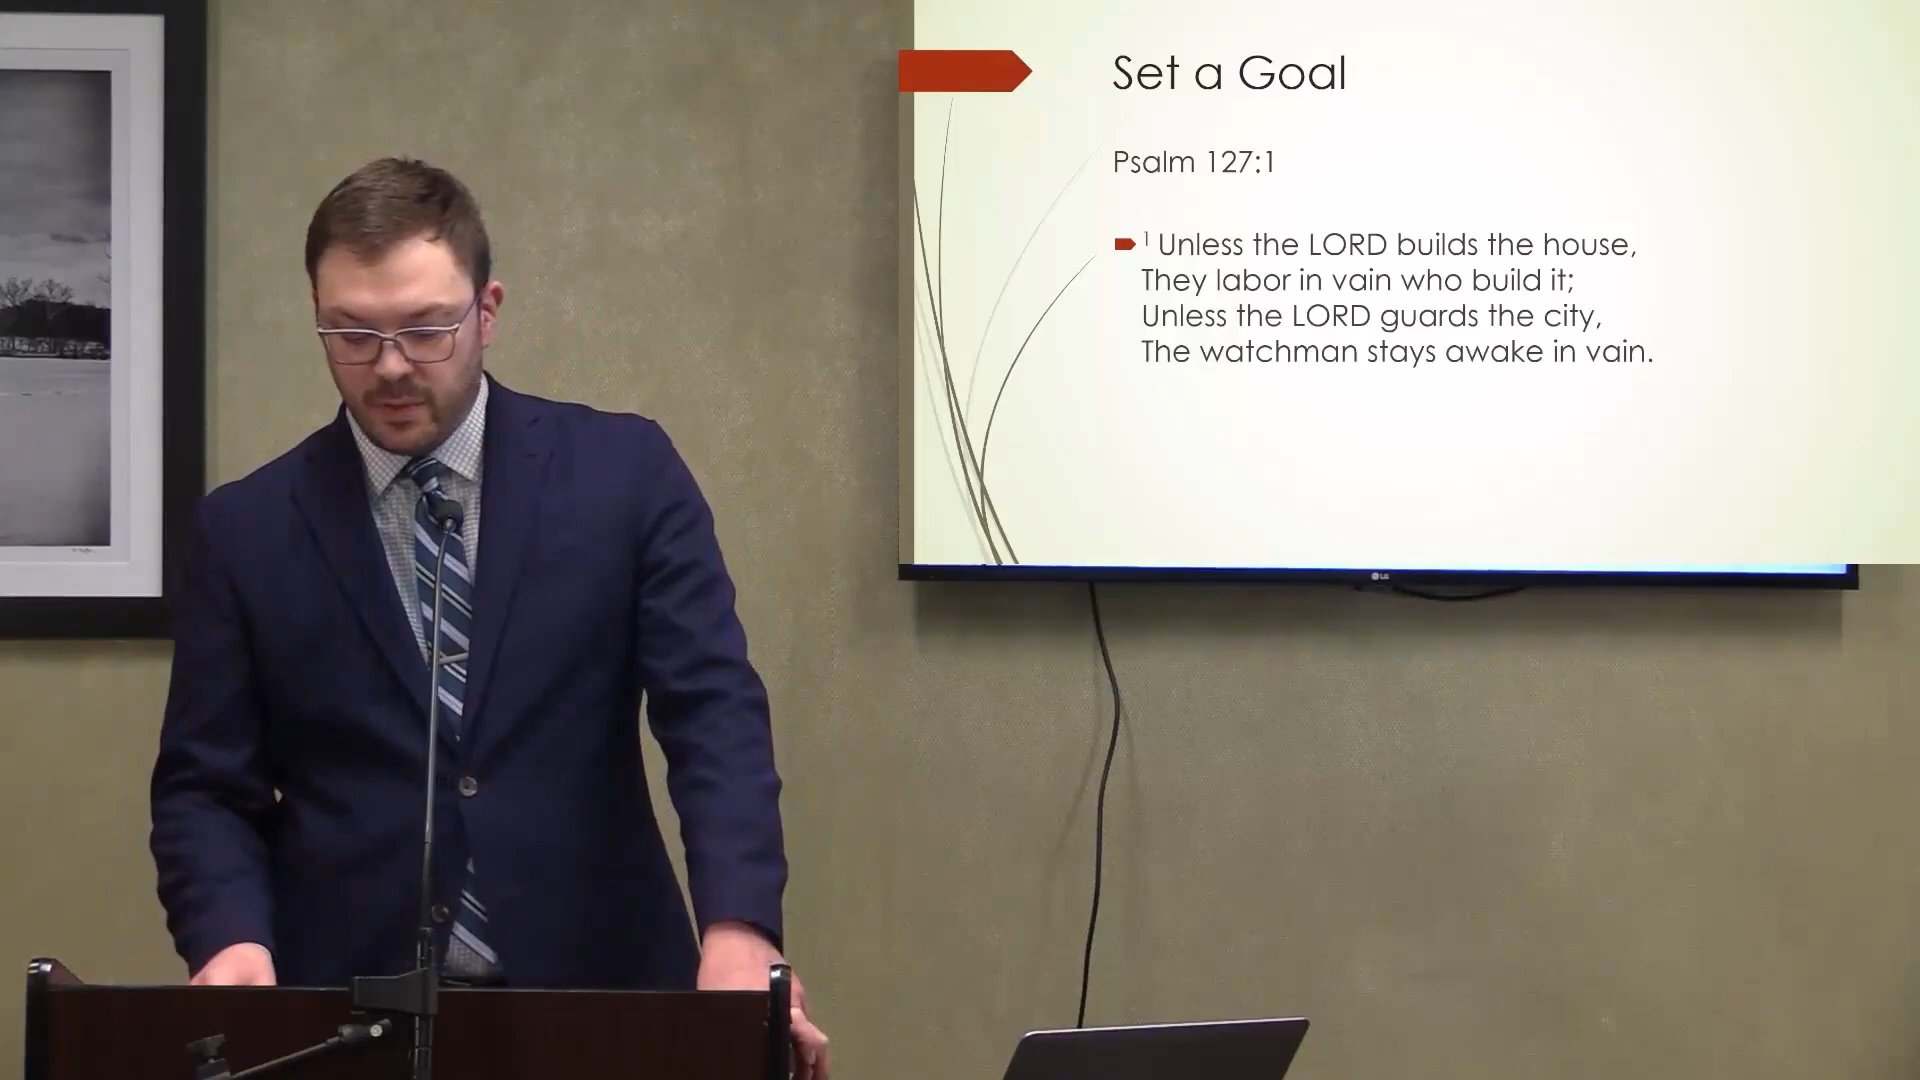 Set a Goal
Psalm 127:1
1 Unless the LORD builds the house,
They labor in vain who build it;
Unless the LORD guards the city,
The watchman stays awake in vain.
LG